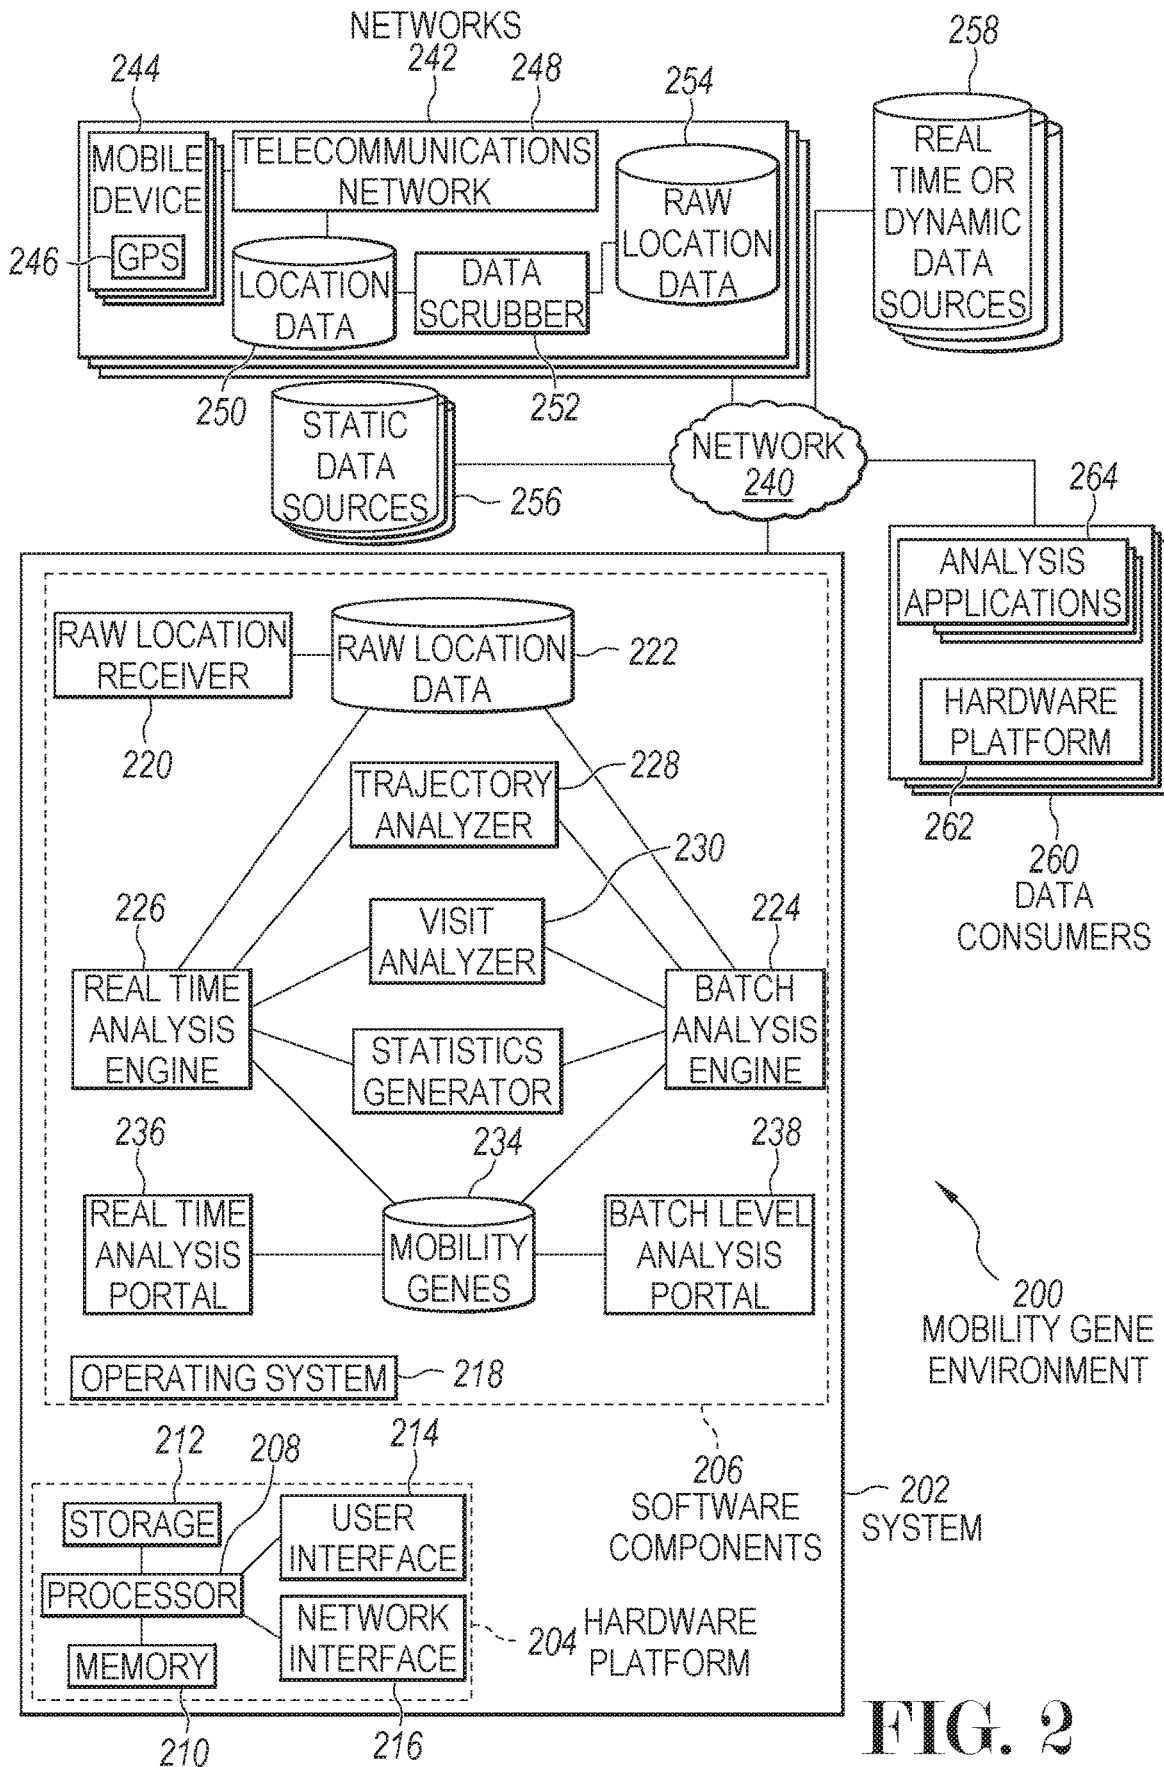 NETWORKS
242
244
248
254
258
MOBILE
DEVICE
246
GPS
TELECOMMUNICATIONS
NETWORK
LOCATION
DATA
250
DATA
SCRUBBER
252
RAW
LOCATION
DATA
REAL
TIME OR
DYNAMIC
DATA
SOURCES
STATIC
DATA
SOURCES
256
NETWORK
240
264
ANALYSIS
APPLICATIONS
HARDWARE
PLATFORM
262
260
DATA
CONSUMERS
RAW LOCATION
RECEIVER
220
RAW LOCATION
DATA
222
TRAJECTORY
ANALYZER
228
230
VISIT
ANALYZER
226
REAL TIME
ANALYSIS
ENGINE
224
BATCH
ANALYSIS
ENGINE
STATISTICS
GENERATOR
236
REAL TIME
ANALYSIS
PORTAL
234
MOBILITY
GENES
238
BATCH LEVEL
ANALYSIS
PORTAL
200
MOBILITY GENE
ENVIRONMENT
OPERATING SYSTEM
218
206
SOFTWARE
COMPONENTS
202
SYSTEM
212
208
214
STORAGE
PROCESSOR
MEMORY
210
USER
INTERFACE
NETWORK
INTERFACE
216
204
HARDWARE
PLATFORM
FIG. 2